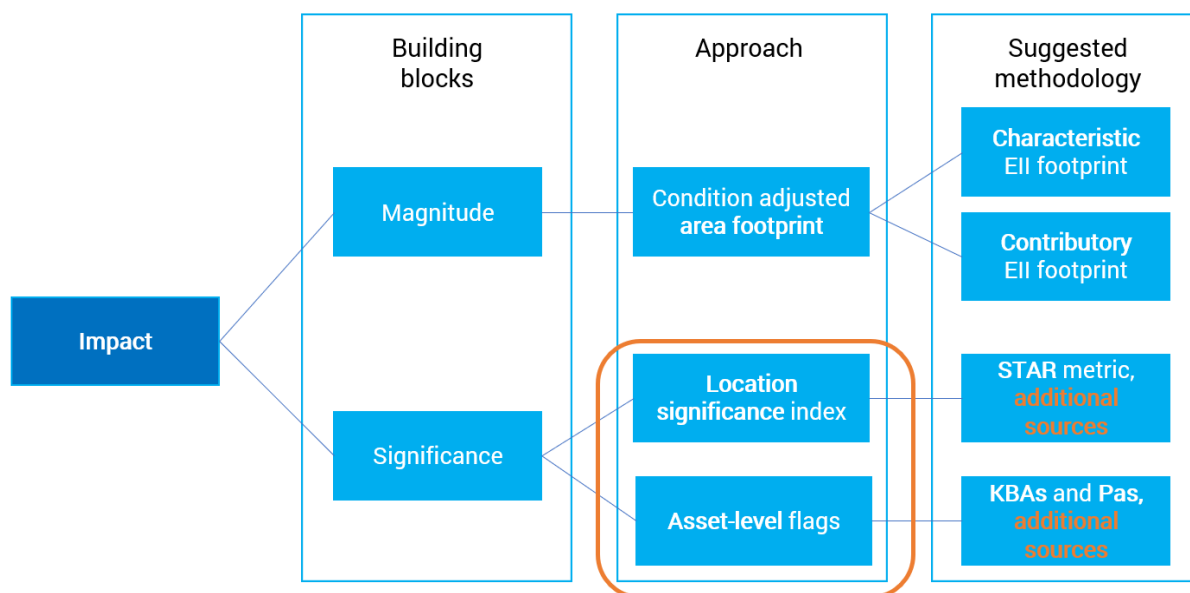 Building
blocks
Approach
Suggested
methodology
Characteristic
EII footprint
Magnitude
Condition adjusted
area footprint
Contributory
EII footprint
Impact
Location
significance index
STAR metric,
additional
sources
Significance
Asset-level flags
KBAs and Pas,
additional
sources